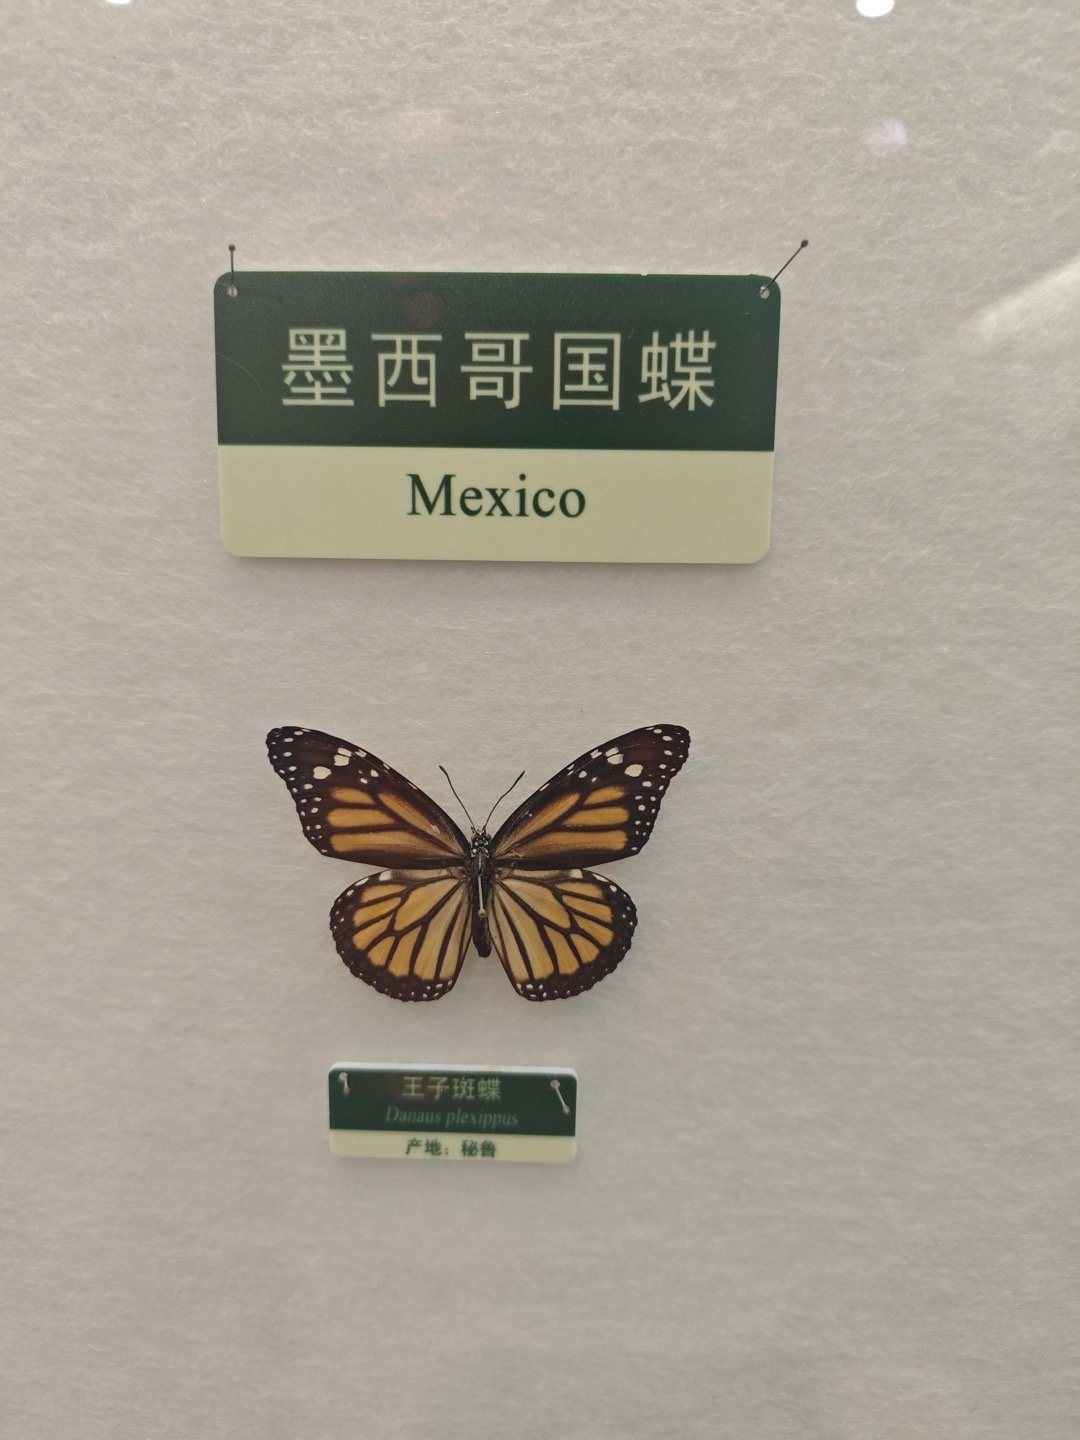 墨西哥国蝶
Mexico
王子斑蝶
Danaus plexippus
产地：秘鲁